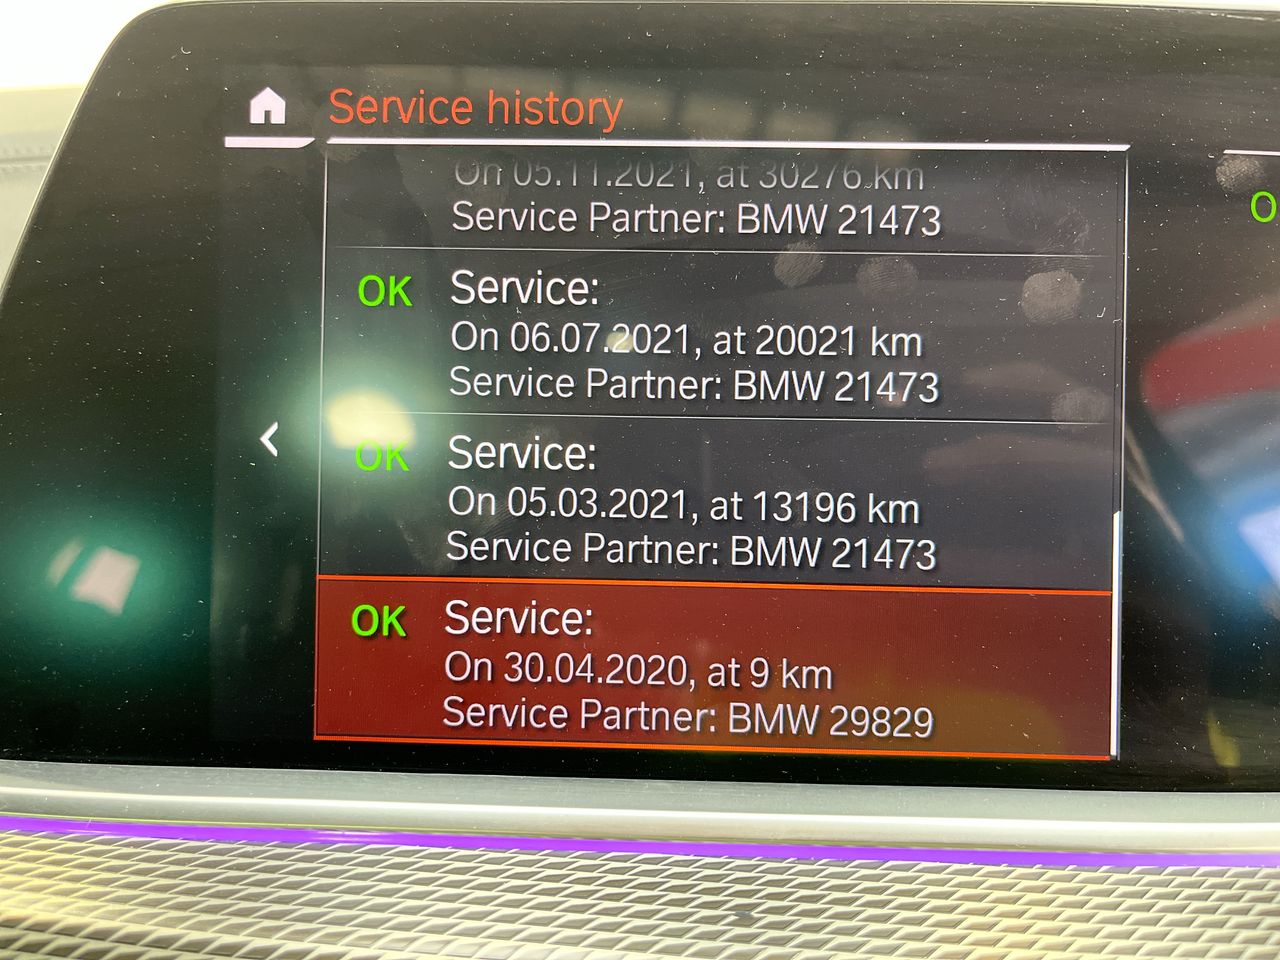 Service history
On 05.11.2021, at 30276 km
Service Partner: BMW 21473
OK Service:
On 06.07.2021, at 20021 km
Service Partner: BMW 21473
OK Service:
On 05.03.2021, at 13196 km
Service Partner: BMW 21473
OK Service:
On 30.04.2020, at 9 km
Service Partner: BMW 29829